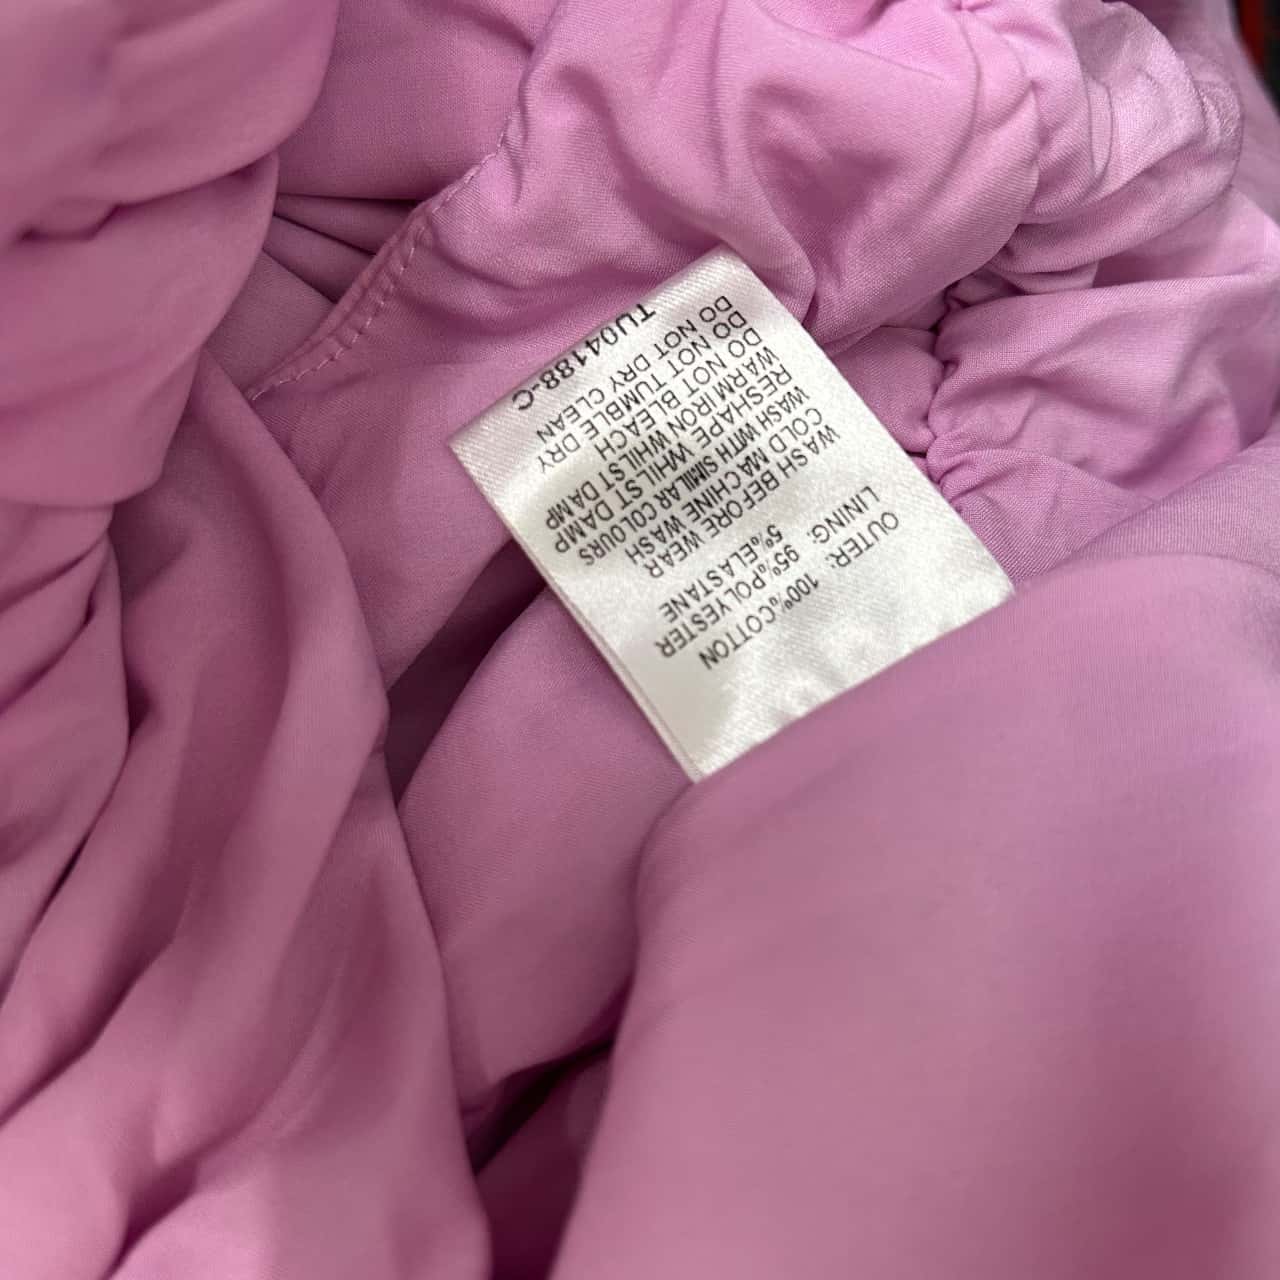 OUTER: 100%COTTON
LINING: 95%POLYESTER
5%ELASTANE
WASH BEFORE WEAR
COLD MACHINE WASH
WASH WITH SIMILAR COLOURS
RESHAPE WHILST DAMP
WARM IRON WHILST DAMP
DO NOT BLEACH
DO NOT TUMBLE DRY
DO NOT DRY CLEAN
TU04188-C